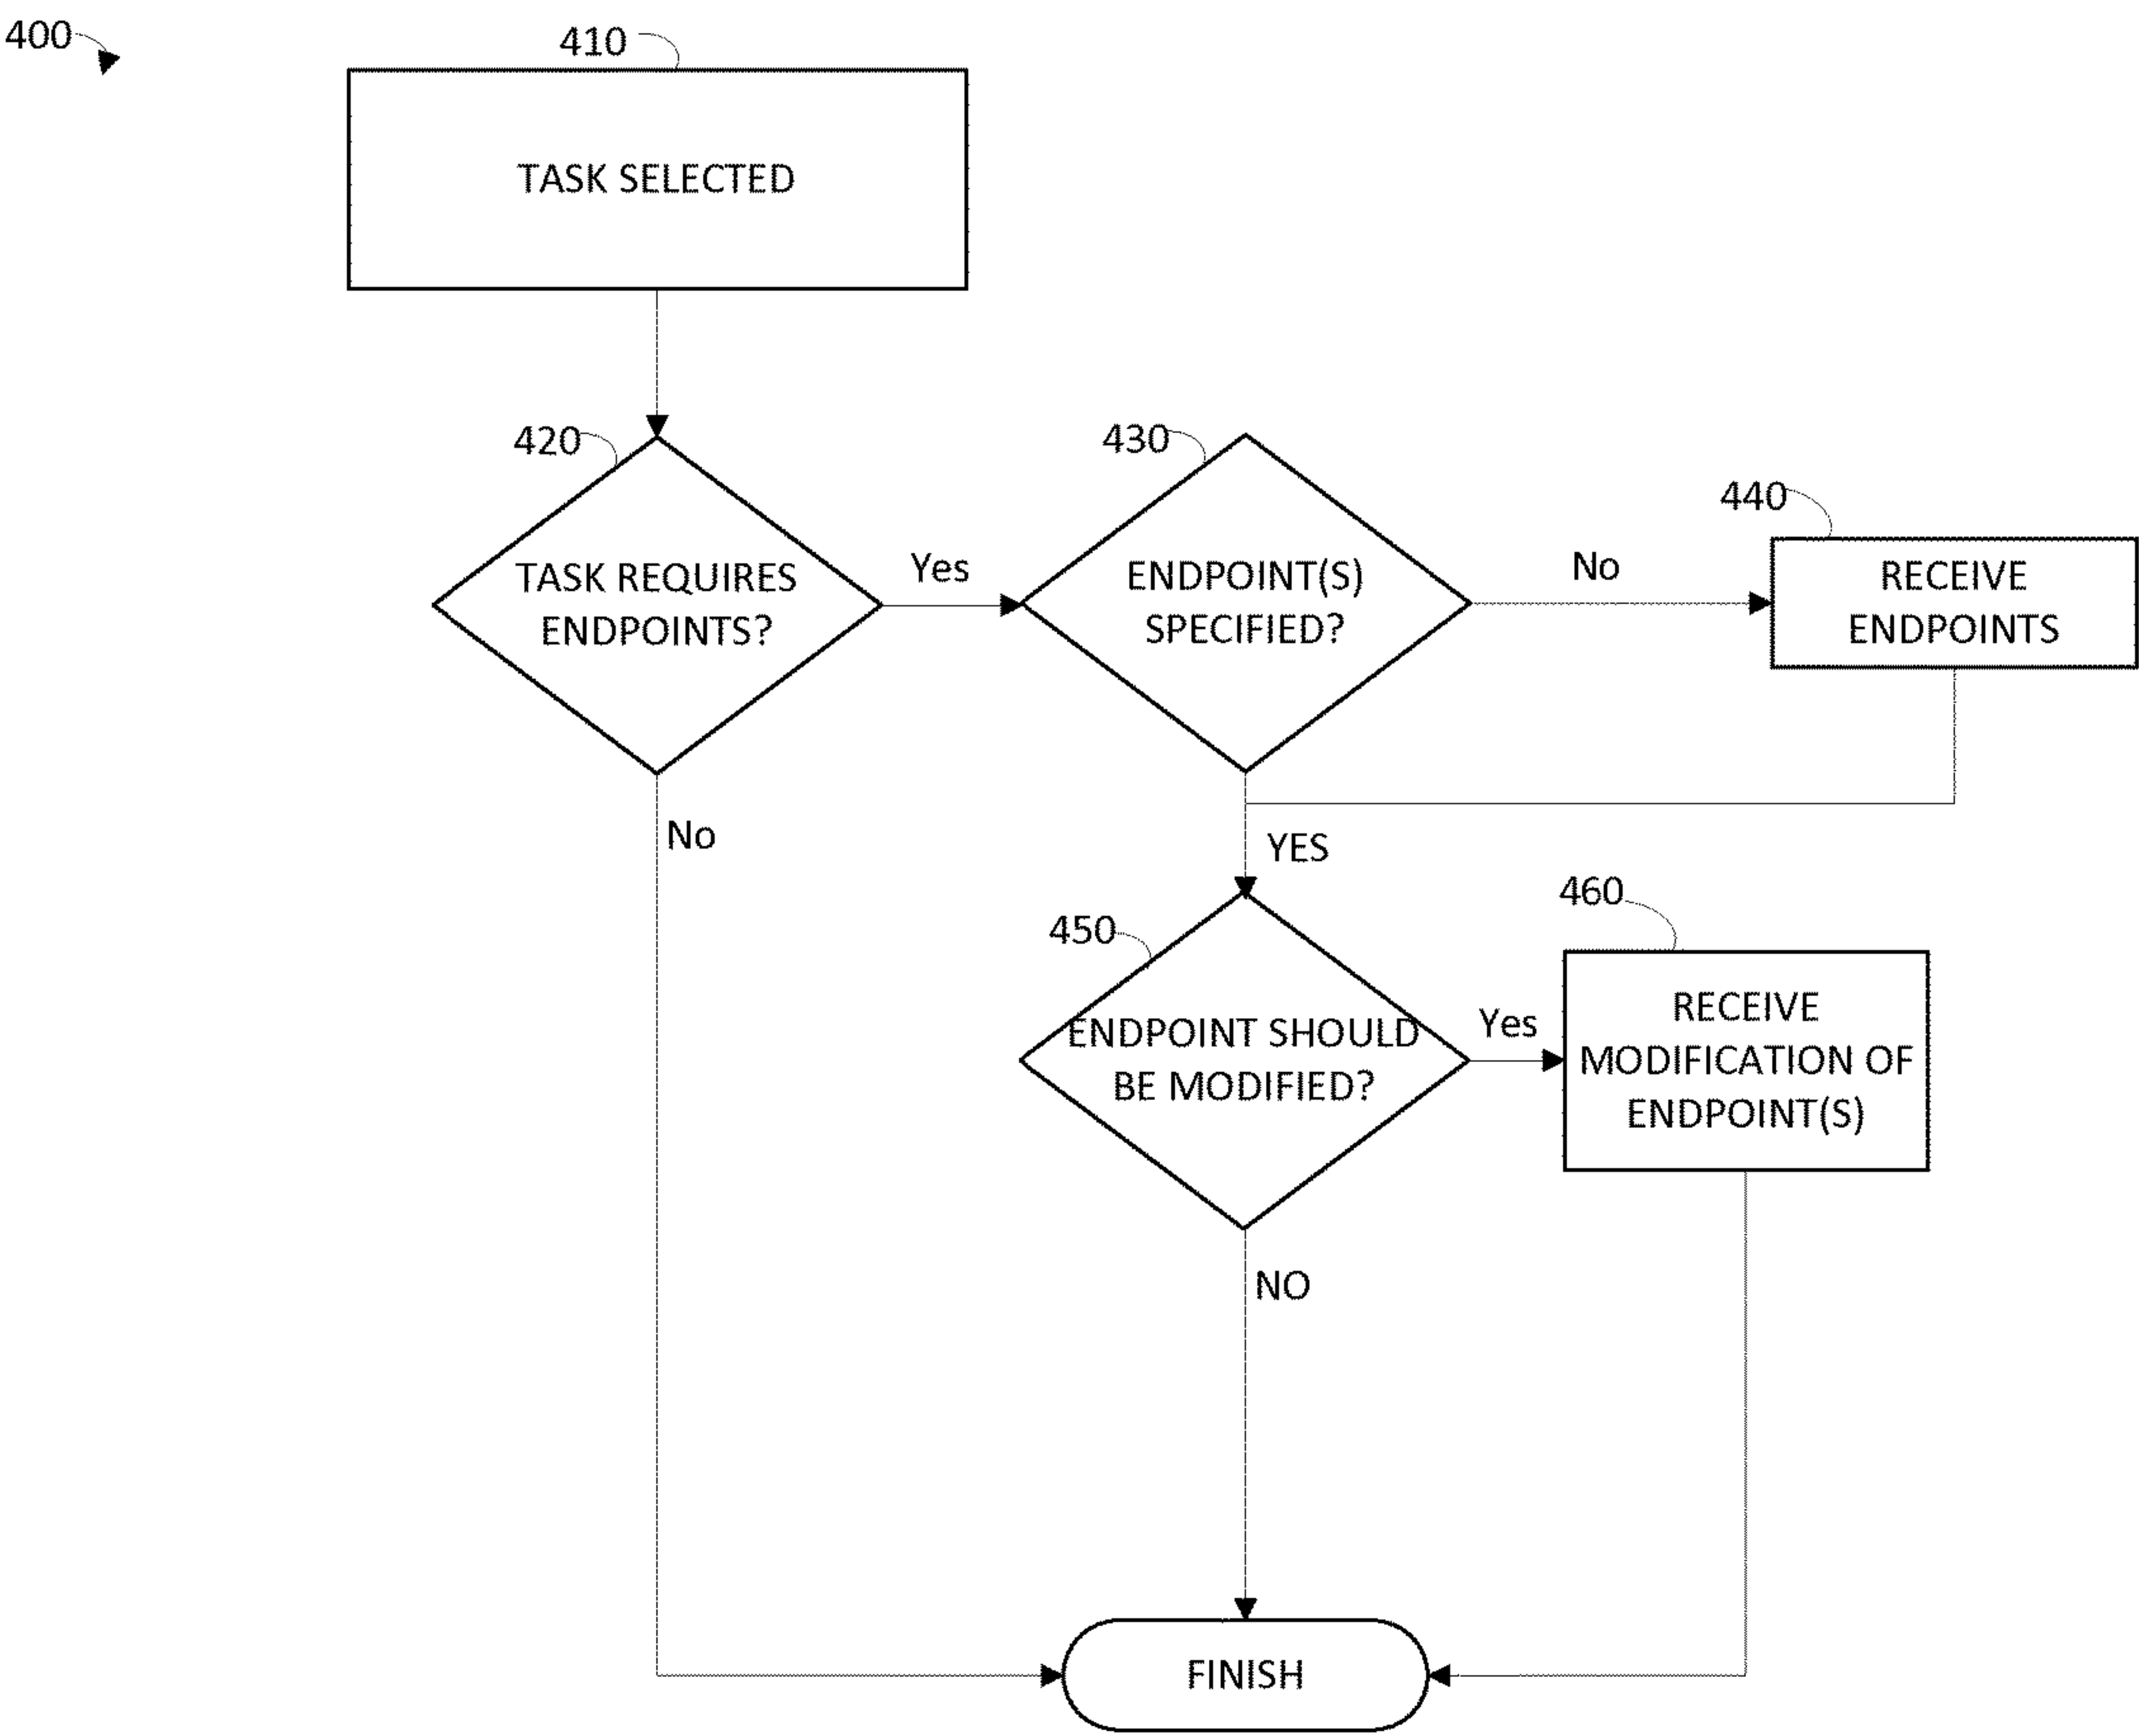 400
410
TASK SELECTED
420
TASK REQUIRES
ENDPOINTS?
Yes
430
ENDPOINT(S)
SPECIFIED?
No
440
RECEIVE
ENDPOINTS
No
YES
450
ENDPOINT SHOULD
BE MODIFIED?
Yes
460
RECEIVE
MODIFICATION OF
ENDPOINT(S)
NO
FINISH